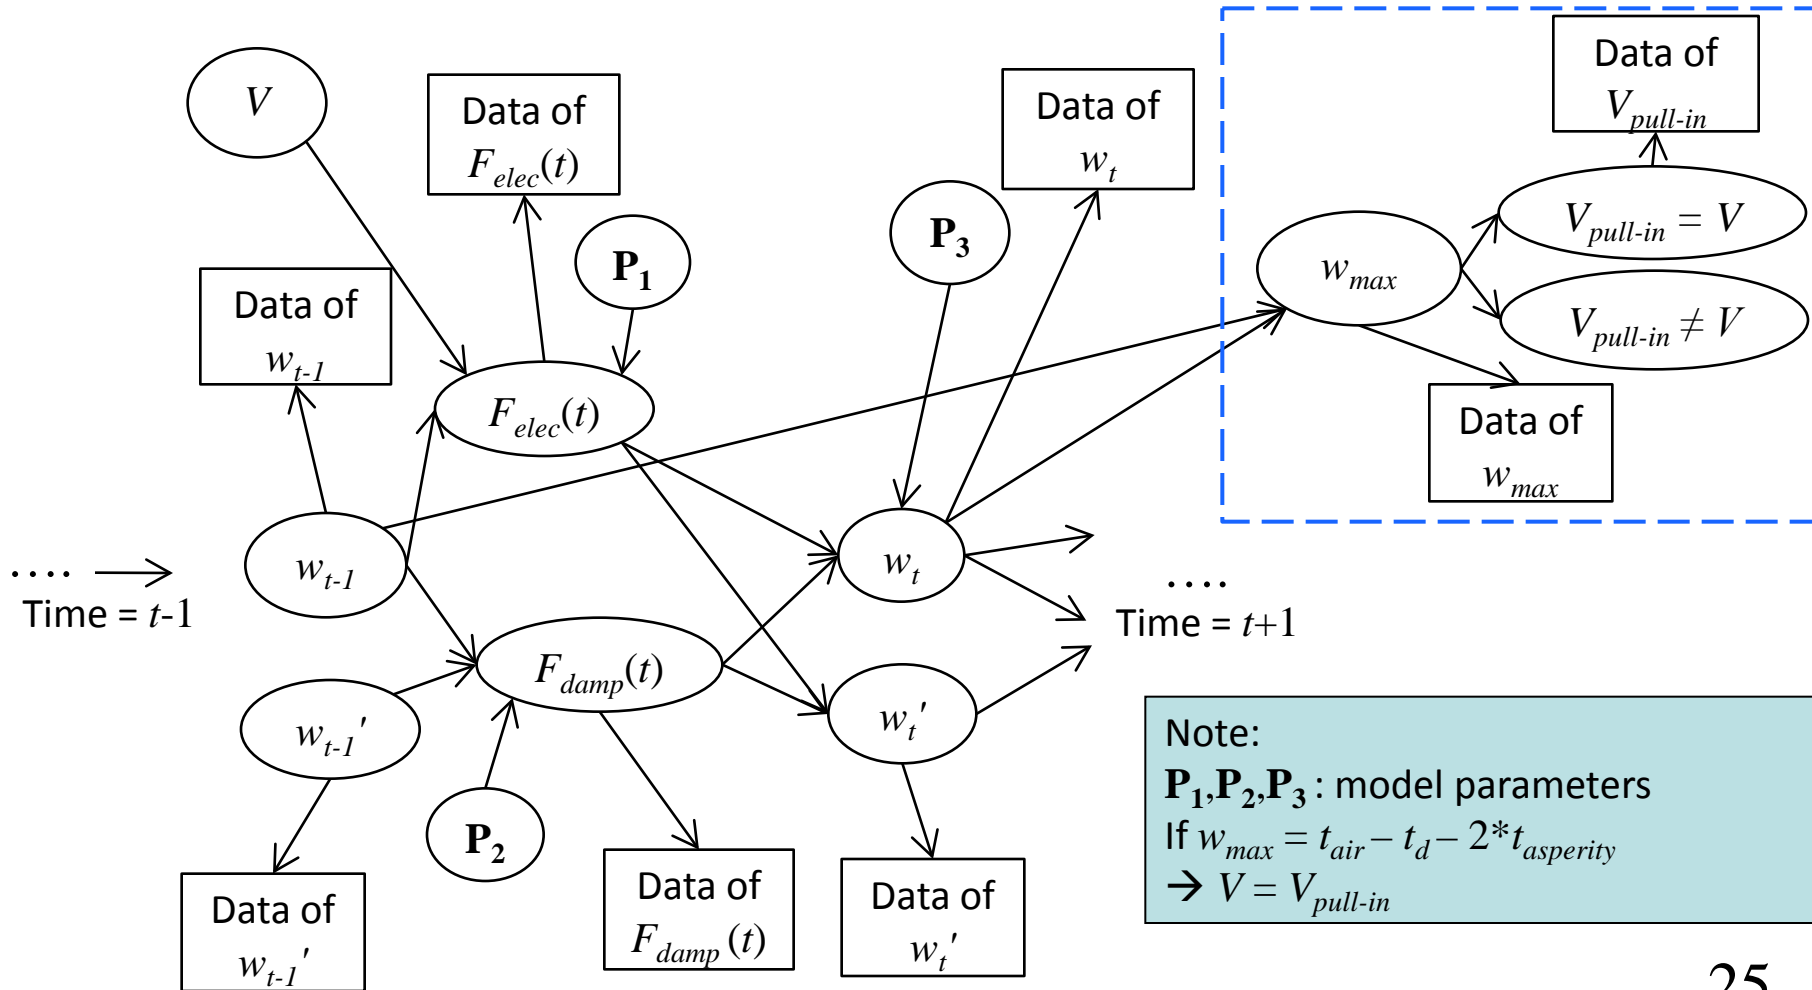 V
Data of
F_elec(t)
Data of
w_t
Data of
V_pull-in
P_1
P_3
V_pull-in = V
w_max
V_pull-in ≠ V
Data of
w_t-1
F_elec(t)
Data of
w_max
.... 
Time = t-1
w_t-1
w_t
....
Time = t+1
F_damp(t)
w_t-1'
w_t'
P_2
Data of
w_t-1'
Data of
F_damp (t)
Data of
w_t'
Note:
P_1,P_2,P_3 : model parameters
If w_max = t_air – t_d – 2*t_asperity
→ V = V_pull-in
25